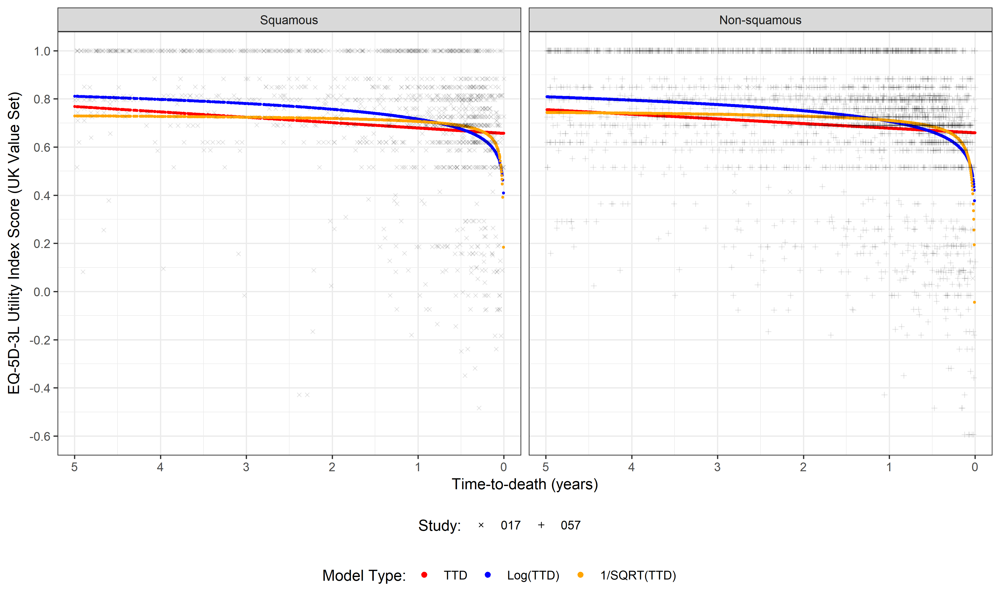 Squamous
Non-squamous
EQ-5D-3L Utility Index Score (UK Value Set)
1.0
0.8
0.6
0.4
0.2
0.0
-0.2
-0.4
-0.6
5 4 3 2 1 0
5 4 3 2 1 0
Time-to-death (years)
Study: 017 057
Model Type: TTD Log(TTD) 1/SQRT(TTD)